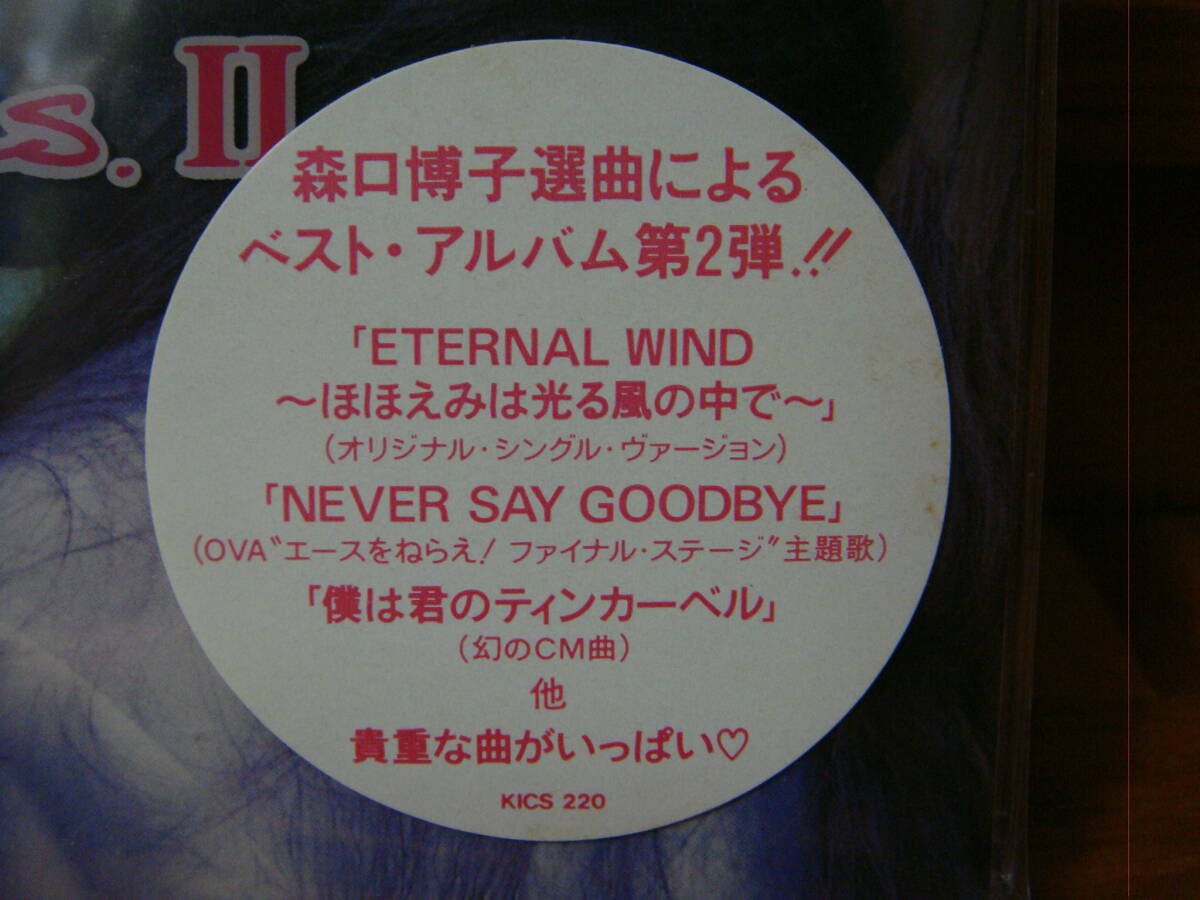 s. II
森口博子選曲による
ベスト・アルバム第2弾.!!
「ETERNAL WIND
〜ほほえみは光る風の中で〜」
(オリジナル・シングル・ヴァージョン)
「NEVER SAY GOODBYE」
(OVA〝エースをねらえ! ファイナル・ステージ〟主題歌)
「僕は君のティンカーベル」
(幻のCM曲)
他
貴重な曲がいっぱい♡
KICS 220